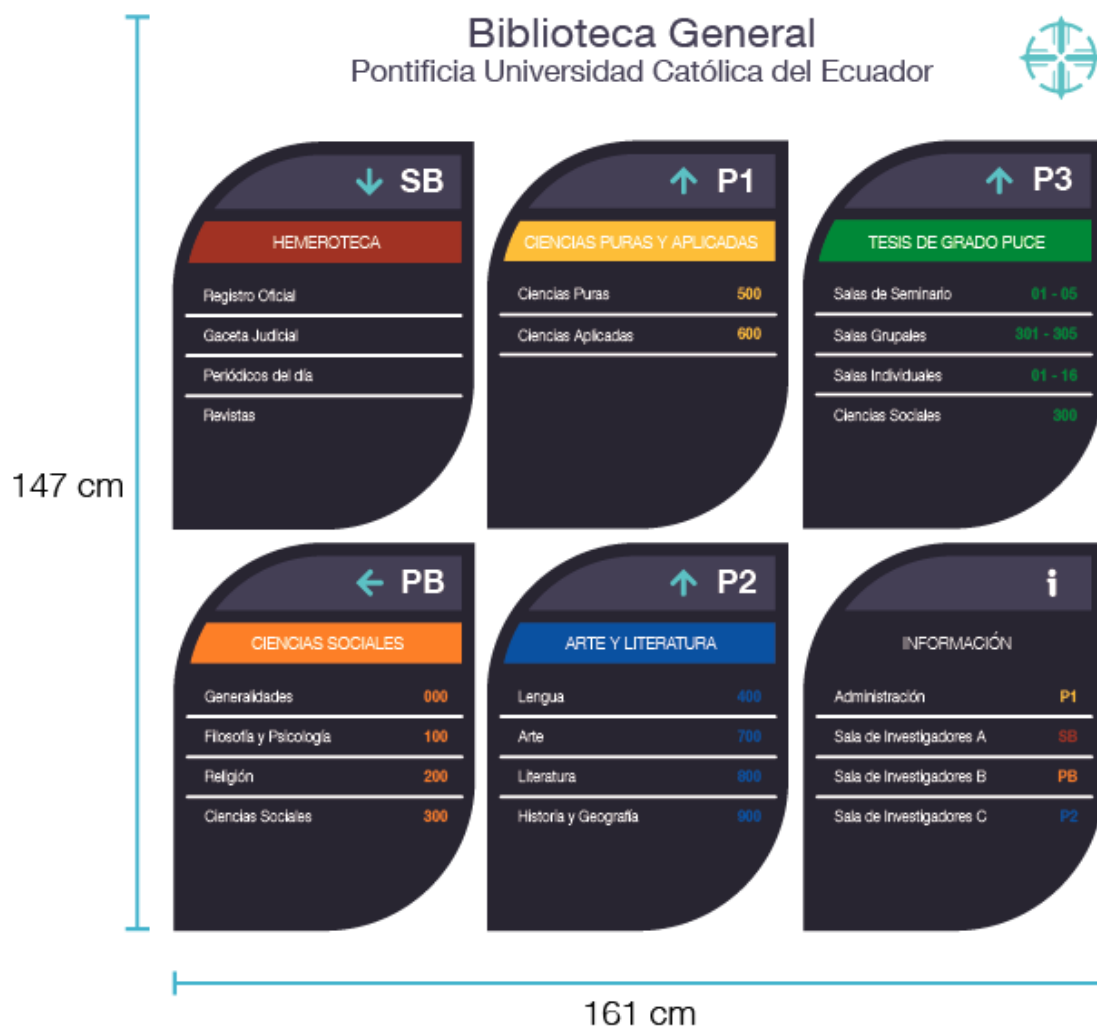 Biblioteca General
Pontificia Universidad Católica del Ecuador
SB
HEMEROTECA
Registro Oficial
Gaceta Judicial
Periódicos del día
Revistas
P1
CIENCIAS PURAS Y APLICADAS
Ciencias Puras 500
Ciencias Aplicadas 600
P3
TESIS DE GRADO PUCE
Salas de Seminario 01 - 05
Salas Grupales 301 - 305
Salas Individuales 01 - 16
Ciencias Sociales 300
147 cm
PB
CIENCIAS SOCIALES
Generalidades 000
Filosofía y Psicología 100
Religión 200
Ciencias Sociales 300
P2
ARTE Y LITERATURA
Lengua 400
Arte 700
Literatura 800
Historia y Geografía 900
i
INFORMACIÓN
Administración P1
Sala de Investigadores A SB
Sala de Investigadores B PB
Sala de Investigadores C P2
161 cm